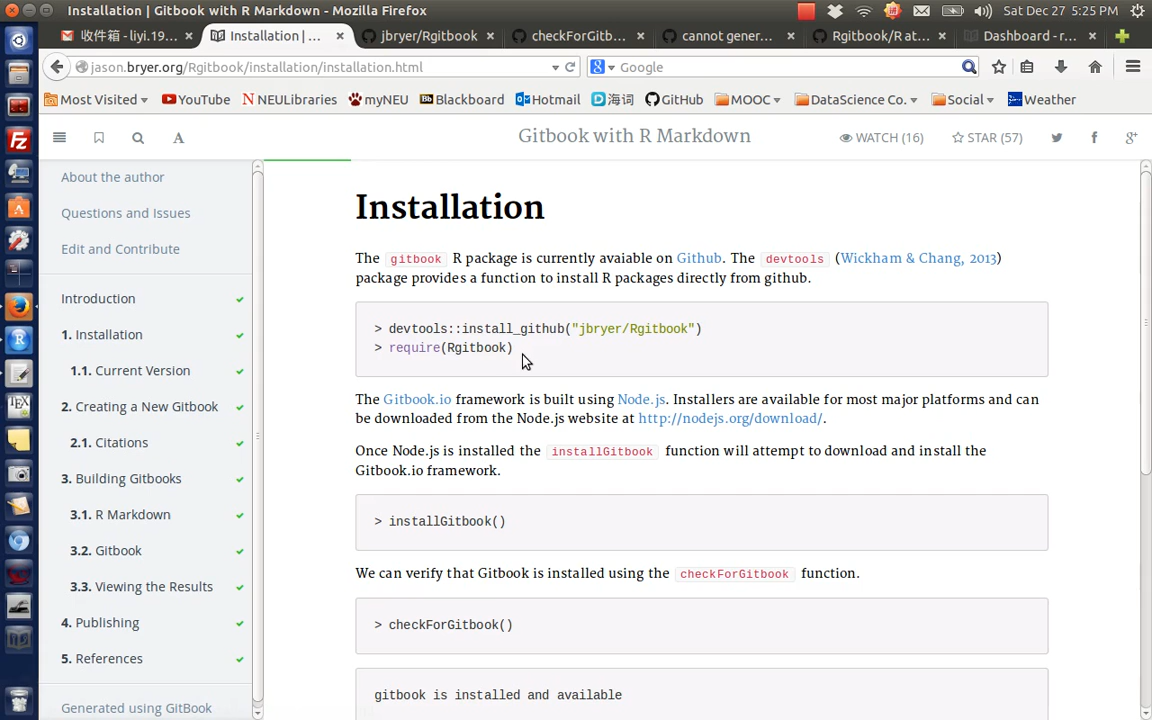 Installation | Gitbook with R Markdown - Mozilla Firefox
Sat Dec 27 5:25 PM
收件箱 - liyi.19...
Installation | ...
jbryer/Rgitbook
checkForGitb...
cannot gener...
Rgitbook/R at...
Dashboard - r...
jason.bryer.org/Rgitbook/installation/installation.html
Google
Most Visited
YouTube
NEULibraries
myNEU
Blackboard
Hotmail
海词
GitHub
MOOC
DataScience Co.
Social
Weather
Gitbook with R Markdown
WATCH (16)
STAR (57)
About the author
Questions and Issues
Edit and Contribute
Introduction
1. Installation
1.1. Current Version
2. Creating a New Gitbook
2.1. Citations
3. Building Gitbooks
3.1. R Markdown
3.2. Gitbook
3.3. Viewing the Results
4. Publishing
5. References
Generated using GitBook
Installation
The gitbook R package is currently avaiable on Github. The devtools (Wickham & Chang, 2013)
package provides a function to install R packages directly from github.
> devtools::install_github("jbryer/Rgitbook")
> require(Rgitbook)
The Gitbook.io framework is built using Node.js. Installers are available for most major platforms and can
be downloaded from the Node.js website at http://nodejs.org/download/.
Once Node.js is installed the installGitbook function will attempt to download and install the
Gitbook.io framework.
> installGitbook()
We can verify that Gitbook is installed using the checkForGitbook function.
> checkForGitbook()
gitbook is installed and available